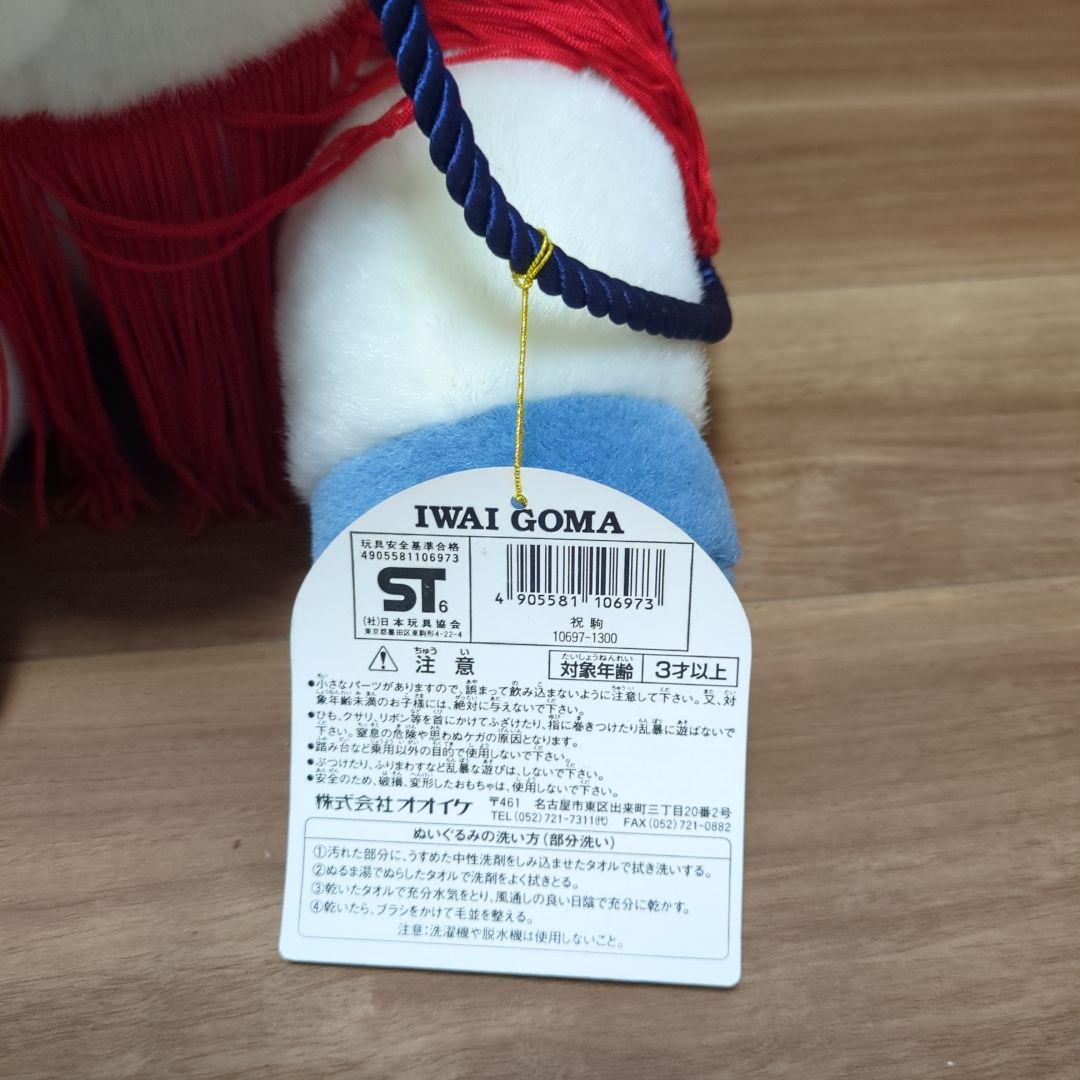 IWAI GOMA
玩具安全基準合格
4905581106973
ST6
(社)日本玩具協会
東京都墨田区東駒形4-22-4
4 905581 106973
祝駒
10697-1300
ちゅう い
注意
たいしょうねんれい
対象年齢 3才以上
●小さなパーツがありますので、誤まって飲み込まないように注意して下さい。又、対
象年齢未満のお子様には、絶対に与えないで下さい。
●ひも、クサリ、リボン等を首にかけてふざけたり、指に巻きつけたり乱暴に遊ばないで
下さい。窒息の危険や思わぬケガの原因となります。
●踏み台など乗用以外の目的で使用しないで下さい。
●ぶつけたり、ふりまわすなど乱暴な遊びは、しないで下さい。
●安全のため、破損、変形したおもちゃは、使用しないで下さい。
株式会社オオイケ 〒461 名古屋市東区出来町三丁目20番2号
TEL(052)721-7311(代) FAX(052)721-0882
ぬいぐるみの洗い方(部分洗い)
①汚れた部分に、うすめた中性洗剤をしみ込ませたタオルで拭き洗いする。
②ぬるま湯でぬらしたタオルで洗剤をよく拭きとる。
③乾いたタオルで充分水気をとり、風通しの良い日陰で充分に乾かす。
④乾いたら、ブラシをかけて毛並を整える。
注意:洗濯機や脱水機は使用しないこと。